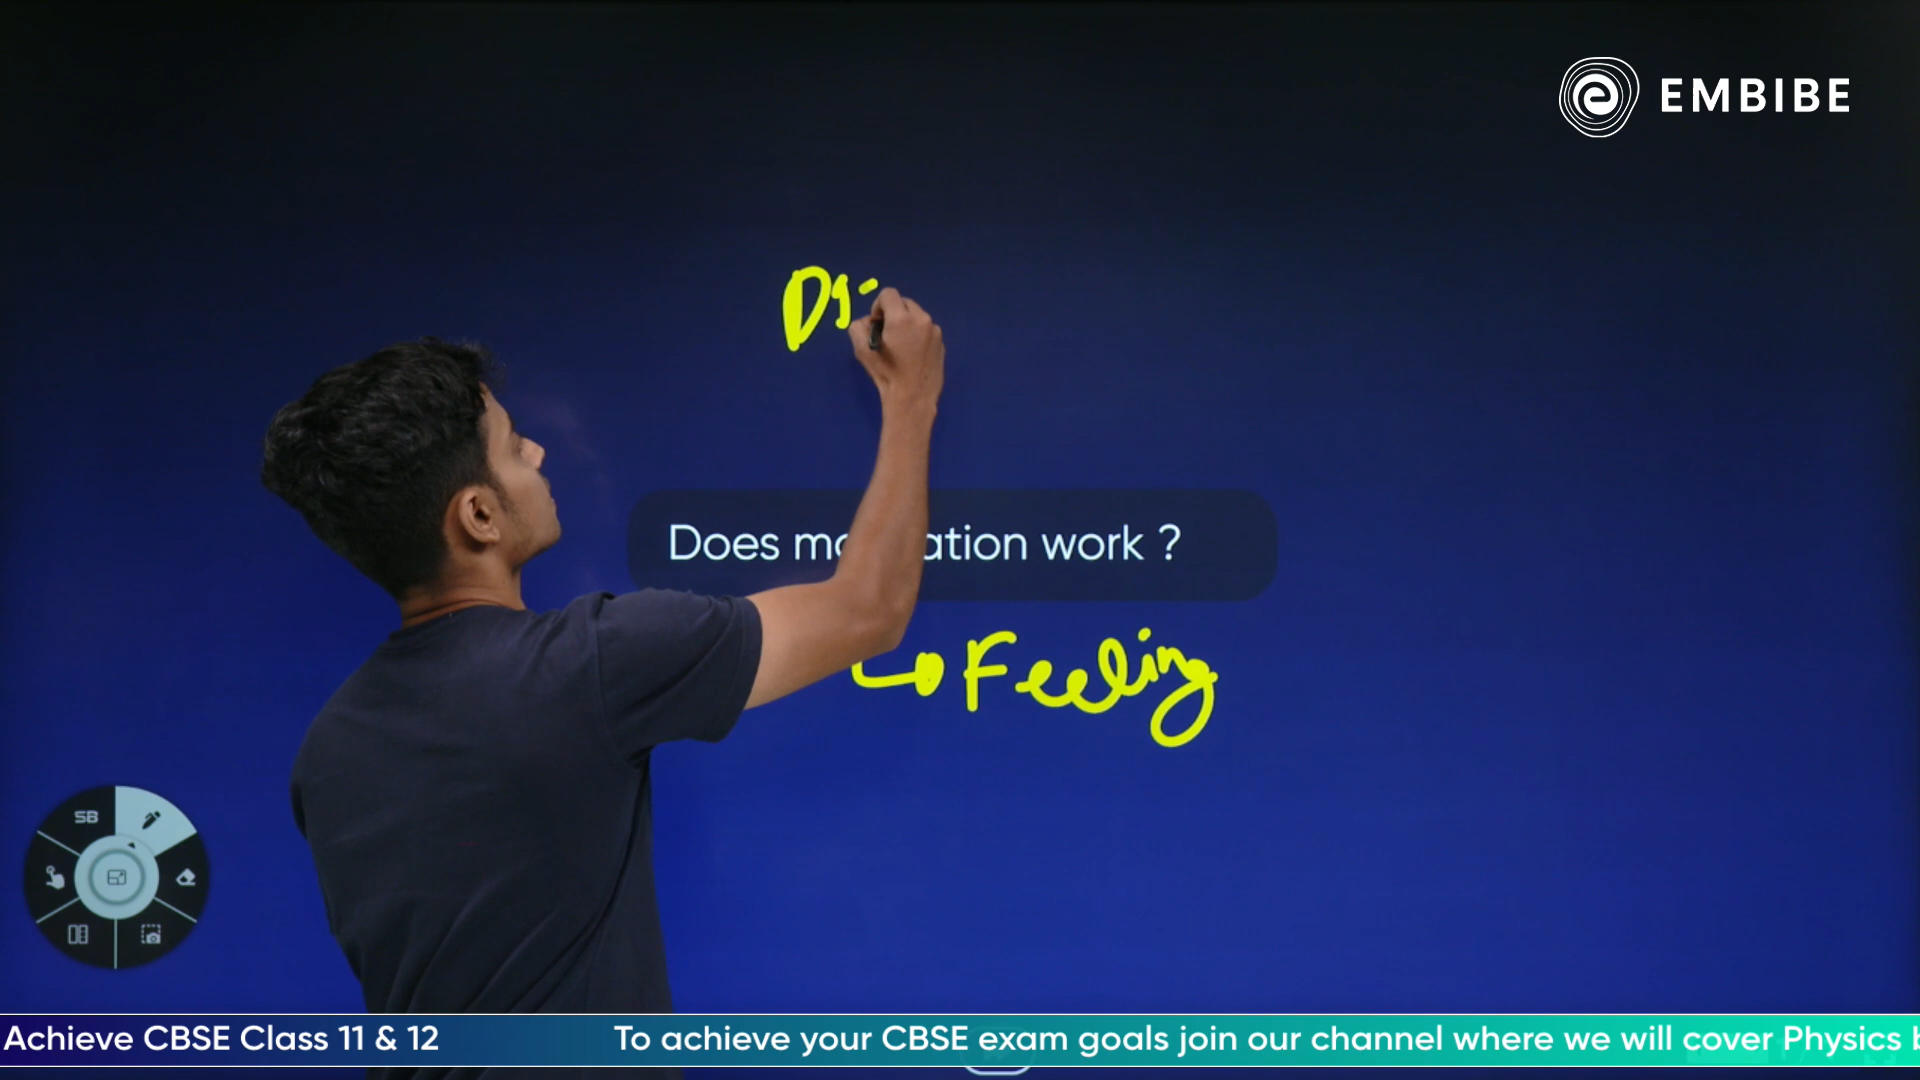 EMBIBE
Does mo ation work ?
Feeling
SB
Achieve CBSE Class 11 & 12 To achieve your CBSE exam goals join our channel where we will cover Physics